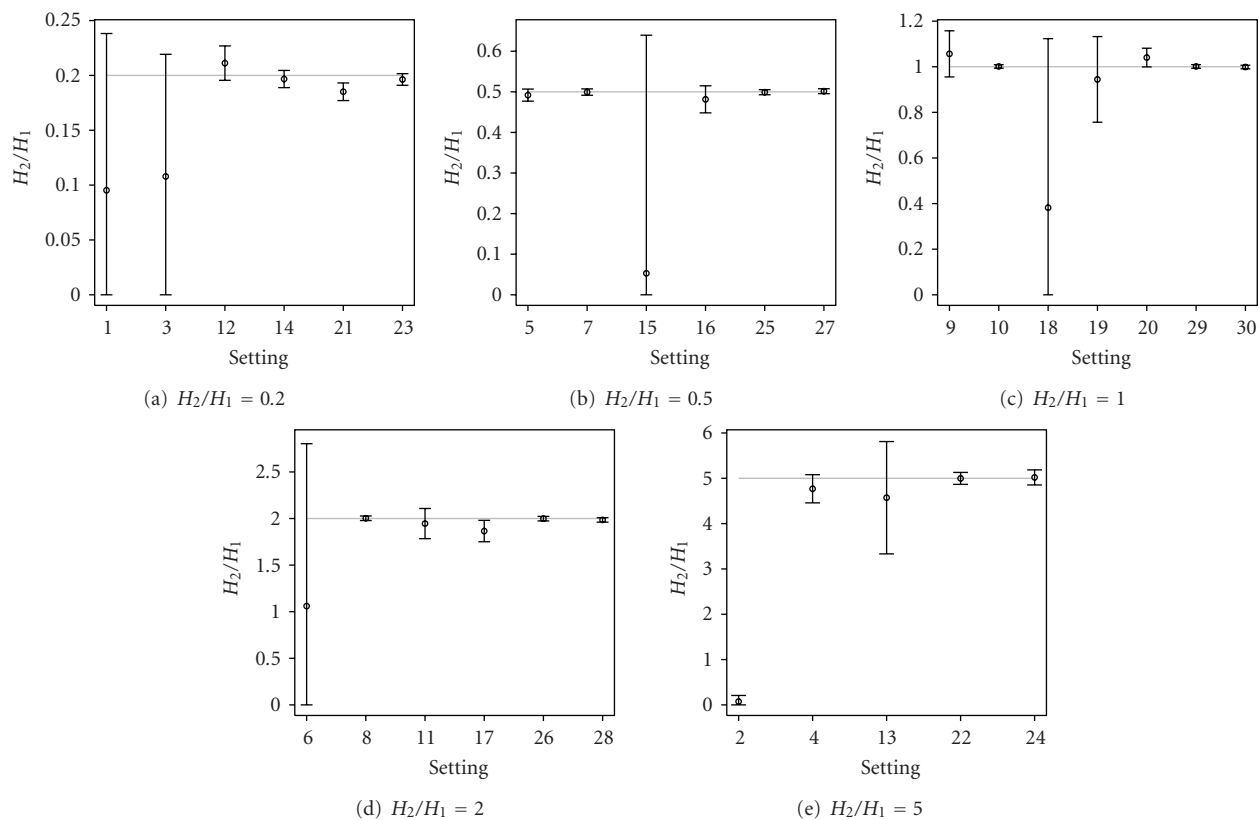 0.25
0.2
0.15
0.1
0.05
0
H2/H1
1 3 12 14 21 23
Setting
(a) H2/H1 = 0.2
0.6
0.5
0.4
0.3
0.2
0.1
0
H2/H1
5 7 15 16 25 27
Setting
(b) H2/H1 = 0.5
1.2
1
0.8
0.6
0.4
0.2
0
H2/H1
9 10 18 19 20 29 30
Setting
(c) H2/H1 = 1
2.5
2
1.5
1
0.5
0
H2/H1
6 8 11 17 26 28
Setting
(d) H2/H1 = 2
6
5
4
3
2
1
0
H2/H1
2 4 13 22 24
Setting
(e) H2/H1 = 5